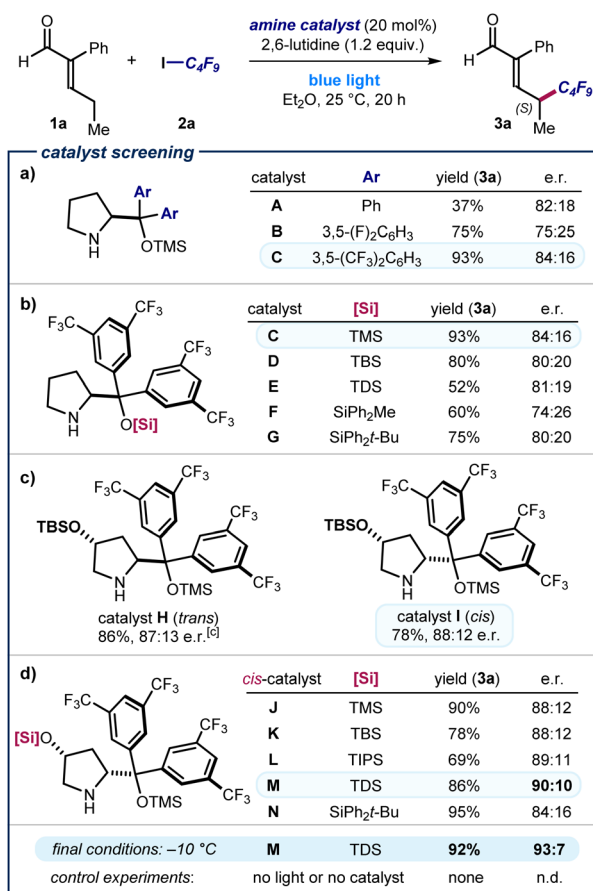 O
H
Ph
Me
1a
+
I—C4F9
2a
amine catalyst (20 mol%)
2,6-lutidine (1.2 equiv.)
blue light
Et2O, 25 °C, 20 h
O
H
Ph
C4F9
(S)
Me
3a
catalyst screening
a)
Ar
Ar
NH
OTMS
catalyst Ar yield (3a) e.r.
A Ph 37% 82:18
B 3,5-(F)2C6H3 75% 75:25
C 3,5-(CF3)2C6H3 93% 84:16
b)
F3C
CF3
CF3
CF3
NH
O[Si]
catalyst [Si] yield (3a) e.r.
C TMS 93% 84:16
D TBS 80% 80:20
E TDS 52% 81:19
F SiPh2Me 60% 74:26
G SiPh2t-Bu 75% 80:20
c)
F3C
CF3
CF3
TBSO
NH
OTMS
CF3
catalyst H (trans)
86%, 87:13 e.r.[c]
F3C
CF3
CF3
TBSO
NH
OTMS
CF3
catalyst I (cis)
78%, 88:12 e.r.
d)
F3C
CF3
CF3
[Si]O
NH
OTMS
CF3
cis-catalyst [Si] yield (3a) e.r.
J TMS 90% 88:12
K TBS 78% 88:12
L TIPS 69% 89:11
M TDS 86% 90:10
N SiPh2t-Bu 95% 84:16
final conditions: –10 °C M TDS 92% 93:7
control experiments: no light or no catalyst none n.d.